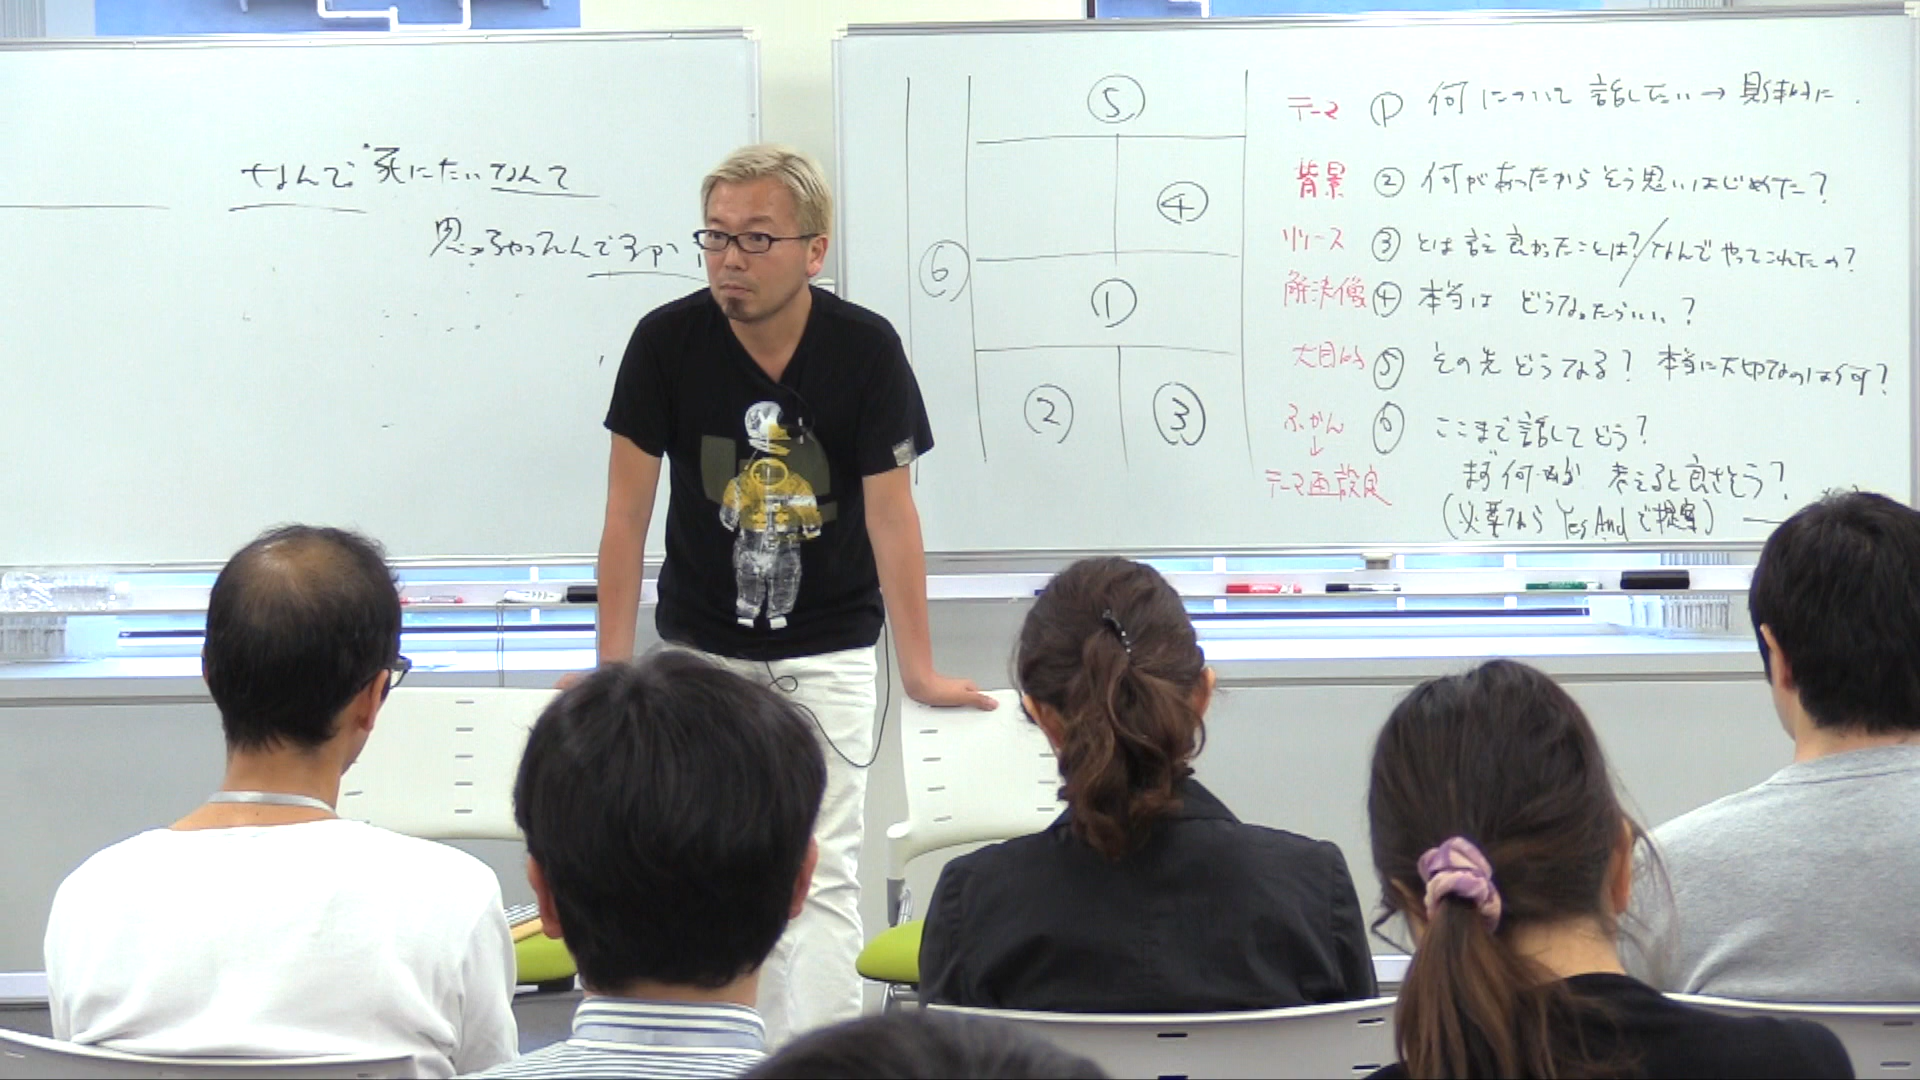 なんで 死にたいなんて
思っちゃってるんですか
⑤
④
⑥
①
②
③
テーマ ① 何について 話したい → 具体的に
背景 ② 何があったから そう思いはじめた?
リソース ③ とは言え 良かったことは?/なんでやってこれたの?
解決像 ④ 本当は どうなったらいい?
大目的 ⑤ その先 どうなる? 本当に大切なのは何?
ふかん ⑥ ここまで話してどう?
↓
テーマ再設定 まず何から 考えると良さそう?
(必要なら Yes And で提案)